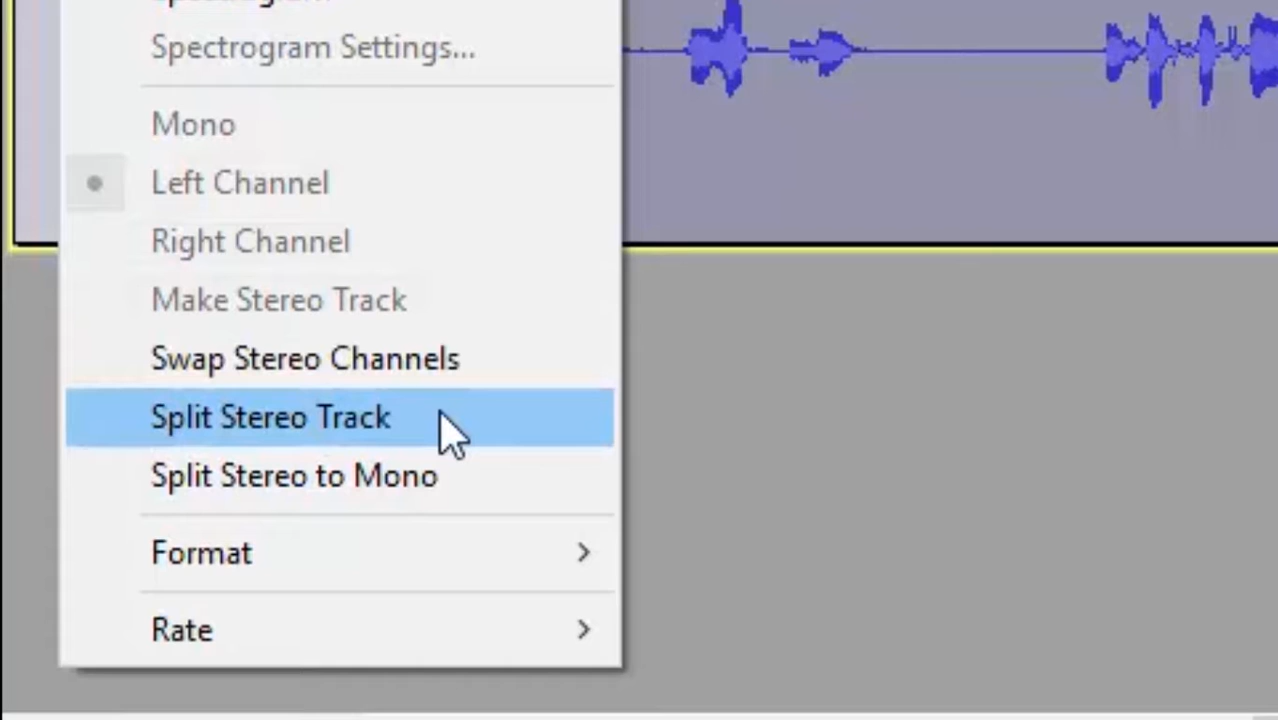 Spectrogram Settings...
Mono
Left Channel
Right Channel
Make Stereo Track
Swap Stereo Channels
Split Stereo Track
Split Stereo to Mono
Format
Rate